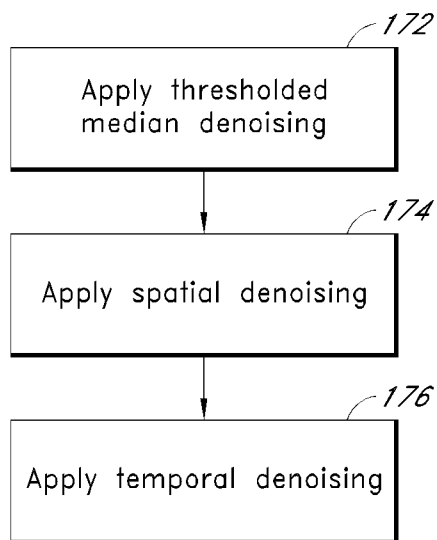 172
Apply thresholded
median denoising
174
Apply spatial denoising
176
Apply temporal denoising